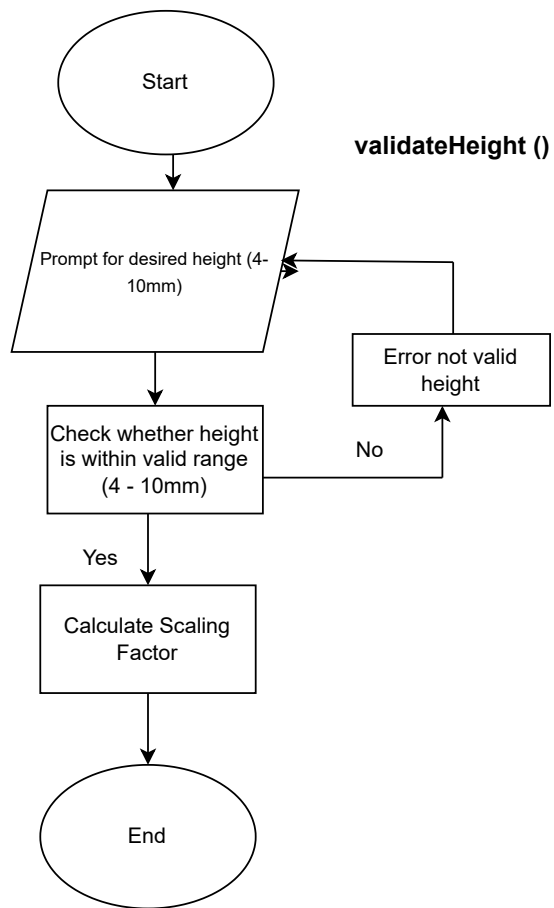 Start
validateHeight ()
Prompt for desired height (4-
10mm)
Error not valid
height
Check whether height
is within valid range
(4 - 10mm)
No
Yes
Calculate Scaling
Factor
End